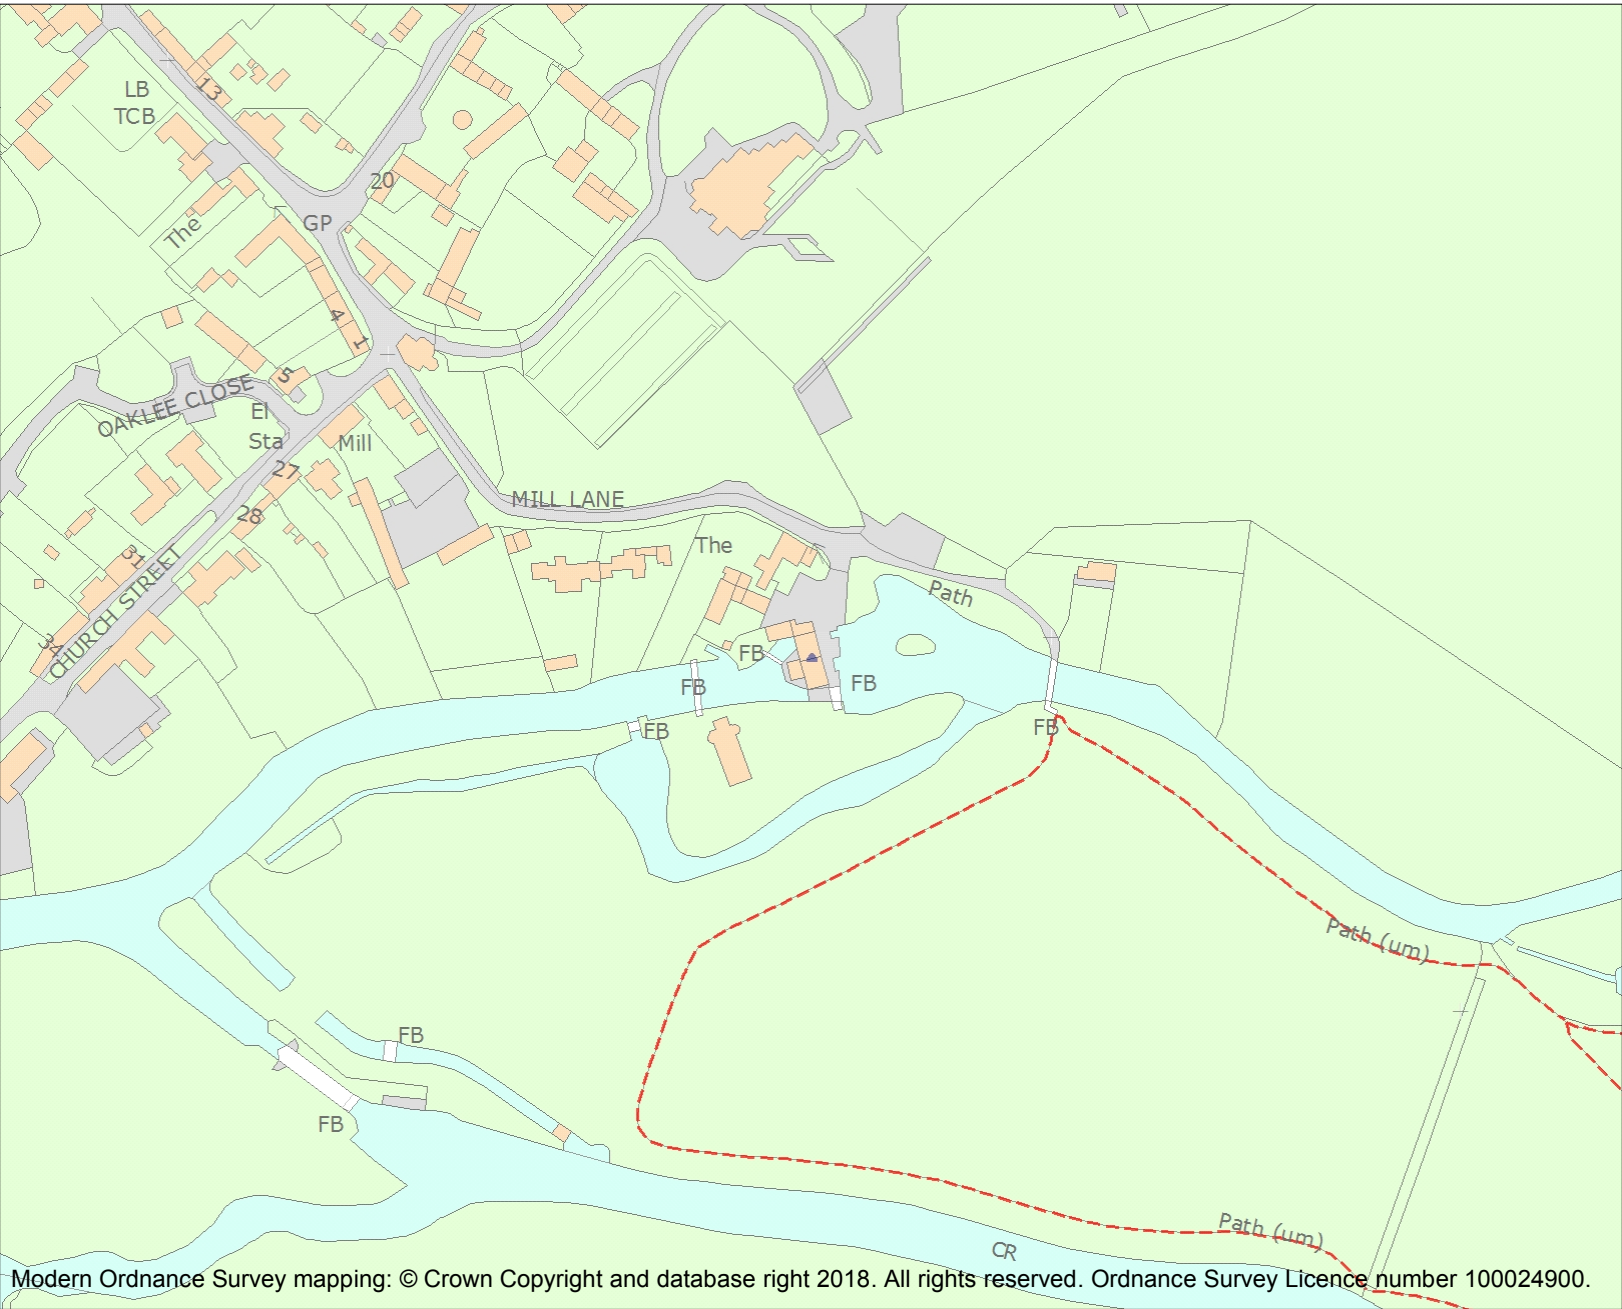 LB
TCB
13
20
GP
The
4
1
5
OAKLEE CLOSE
El
Sta
Mill
27
28
31
CHURCH STREET
34
MILL LANE
The
Path
FB
FB
FB
FB
FB
Path (um)
FB
FB
Path (um)
CR
Modern Ordnance Survey mapping: © Crown Copyright and database right 2018. All rights reserved. Ordnance Survey Licence number 100024900.